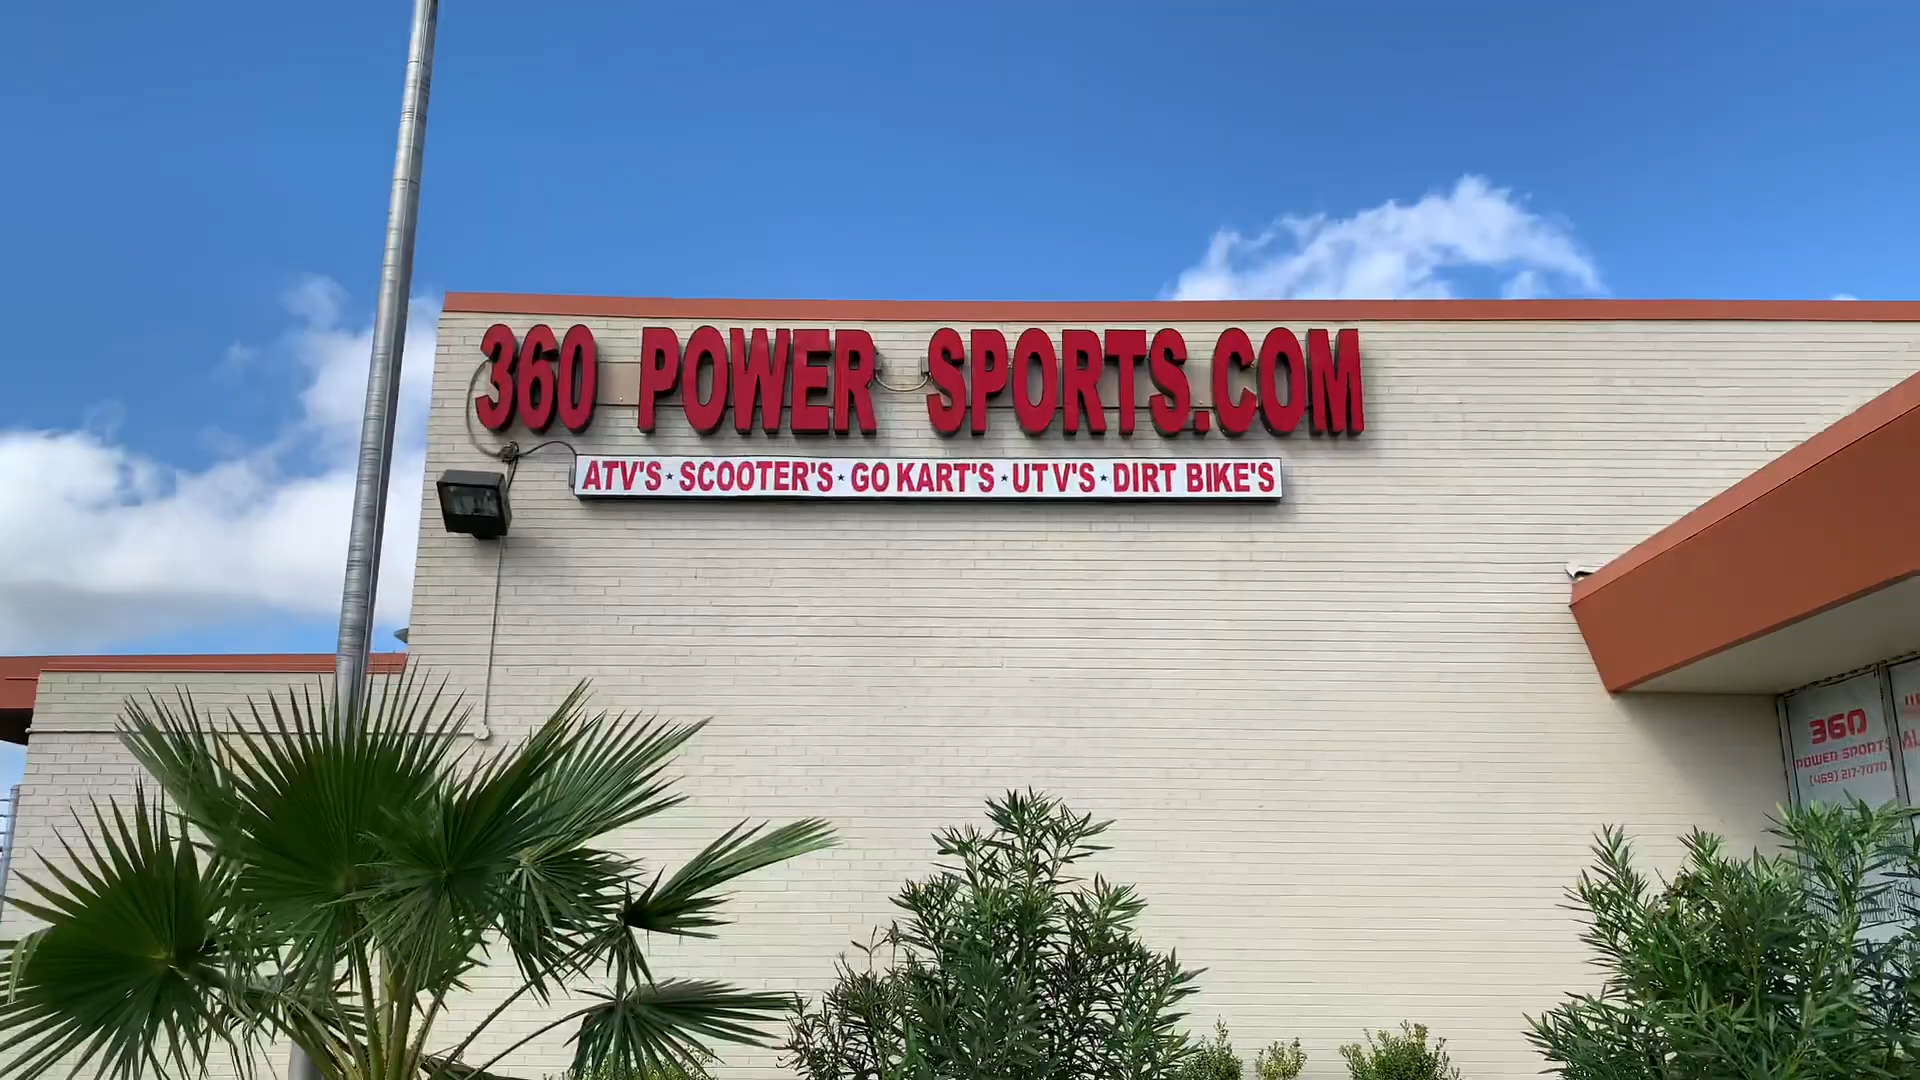 360 POWER SPORTS.COM
ATV'S ★ SCOOTER'S ★ GO KART'S ★ UTV'S ★ DIRT BIKE'S
360
POWER SPORTS
(469) 217-7070